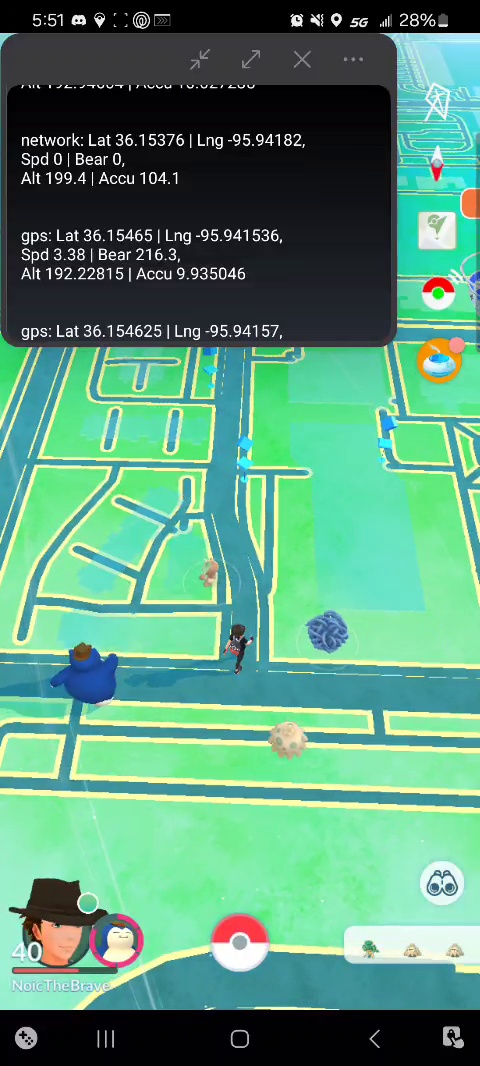 5:51
5G
28%
network: Lat 36.15376 | Lng -95.94182,
Spd 0 | Bear 0,
Alt 199.4 | Accu 104.1
gps: Lat 36.15465 | Lng -95.941536,
Spd 3.38 | Bear 216.3,
Alt 192.22815 | Accu 9.935046
gps: Lat 36.154625 | Lng -95.94157,
40
NoicTheBrave